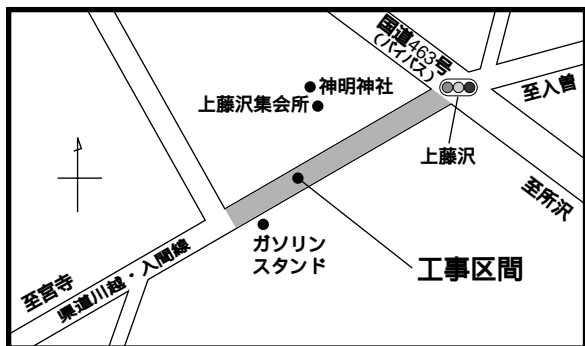 国道463号
(バイパス)
神明神社
上藤沢集会所
至入曽
上藤沢
至所沢
ガソリン
スタンド
工事区間
至宮寺
県道川越・入間線